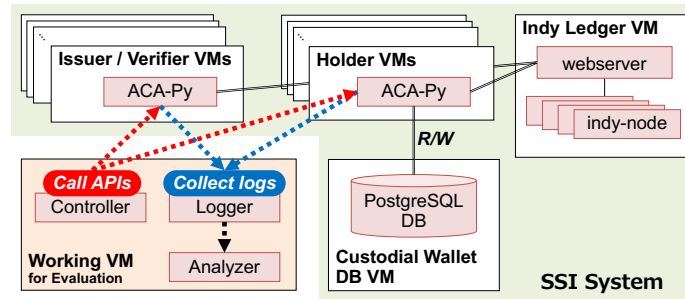 Issuer / Verifier VMs
ACA-Py
Holder VMs
ACA-Py
Indy Ledger VM
webserver
indy-node
R/W
Call APIs
Controller
Collect logs
Logger
Analyzer
Working VM
for Evaluation
PostgreSQL
DB
Custodial Wallet
DB VM
SSI System